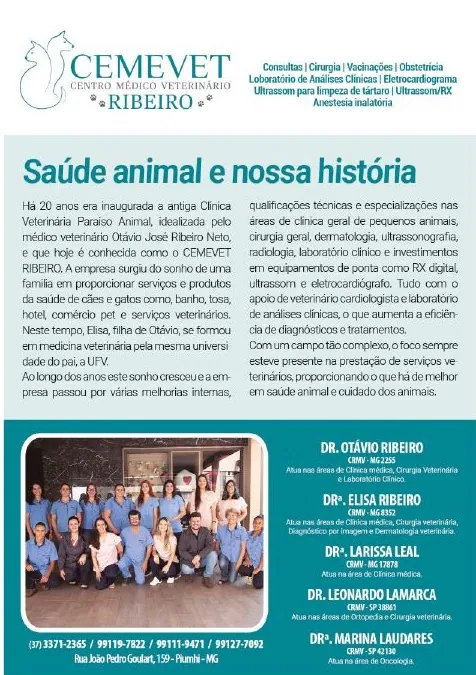 CEMEVET
CENTRO MÉDICO VETERINÁRIO
RIBEIRO
Consultas | Cirurgia | Vacinações | Obstetrícia
Loboratório de Análises Clínicas | Eletrocardiograma
Ultrassom para limpeza de tártaro | Ultrassom/RX
Anestesia inalatória
Saúde animal e nossa história
Há 20 anos era inaugurada a antiga Clínica
Veterinária Paraíso Animal, idealizada pelo
médico veterinário Otávio José Ribeiro Neto,
e que hoje é conhecida como o CEMEVET
RIBEIRO. A empresa surgiu do sonho de uma
família em proporcionar serviços e produtos
da saúde de cães e gatos como, banho, tosa,
hotel, comércio pet e serviços veterinários.
Neste tempo, Elisa, filha de Otávio, se formou
em medicina veterinária pela mesma universi
dade do pai, a UFV.
Ao longo dos anos este sonho cresceu e a em-
presa passou por várias melhorias internas,
qualificações técnicas e especializações nas
áreas de clínica geral de pequenos animais,
cirurgia geral, dermatologia, ultrassonografia,
radiologia, laboratório clínico e investimentos
em equipamentos de ponta como RX digital,
ultrassom e eletrocardiógrafo. Tudo com o
apoio de veterinário cardiologista e laboratório
de análises clínicas, o que aumenta a eficiên-
cia de diagnósticos e tratamentos.
Com um campo tão complexo, o foco sempre
esteve presente na prestação de serviços ve-
terinários, proporcionando o que há de melhor
em saúde animal e cuidado dos animais.
DR. OTÁVIO RIBEIRO
CRMV - MG 2255
Atua nas áreas de Clínica médica, Cirurgia Veterinária
e Laboratório Clínico.
DRª. ELISA RIBEIRO
CRMV - MG 8352
Atua nas áreas de Clínica médica, Cirurgia veterinária,
Diagnóstico por imagem e Dermatologia veterinária.
DRª. LARISSA LEAL
CRMV - MG 17878
Atua na área de Clínica médica.
DR. LEONARDO LAMARCA
CRMV - SP 38861
Atua nas áreas de Ortopedia e Cirurgia veterinária.
DRª. MARINA LAUDARES
CRMV - SP 42130
Atua na área de Oncologia.
(37) 3371-2365 / 99119-7822 / 99111-9471 / 99127-7092
Rua João Pedro Goulart, 159 - Piumhi - MG